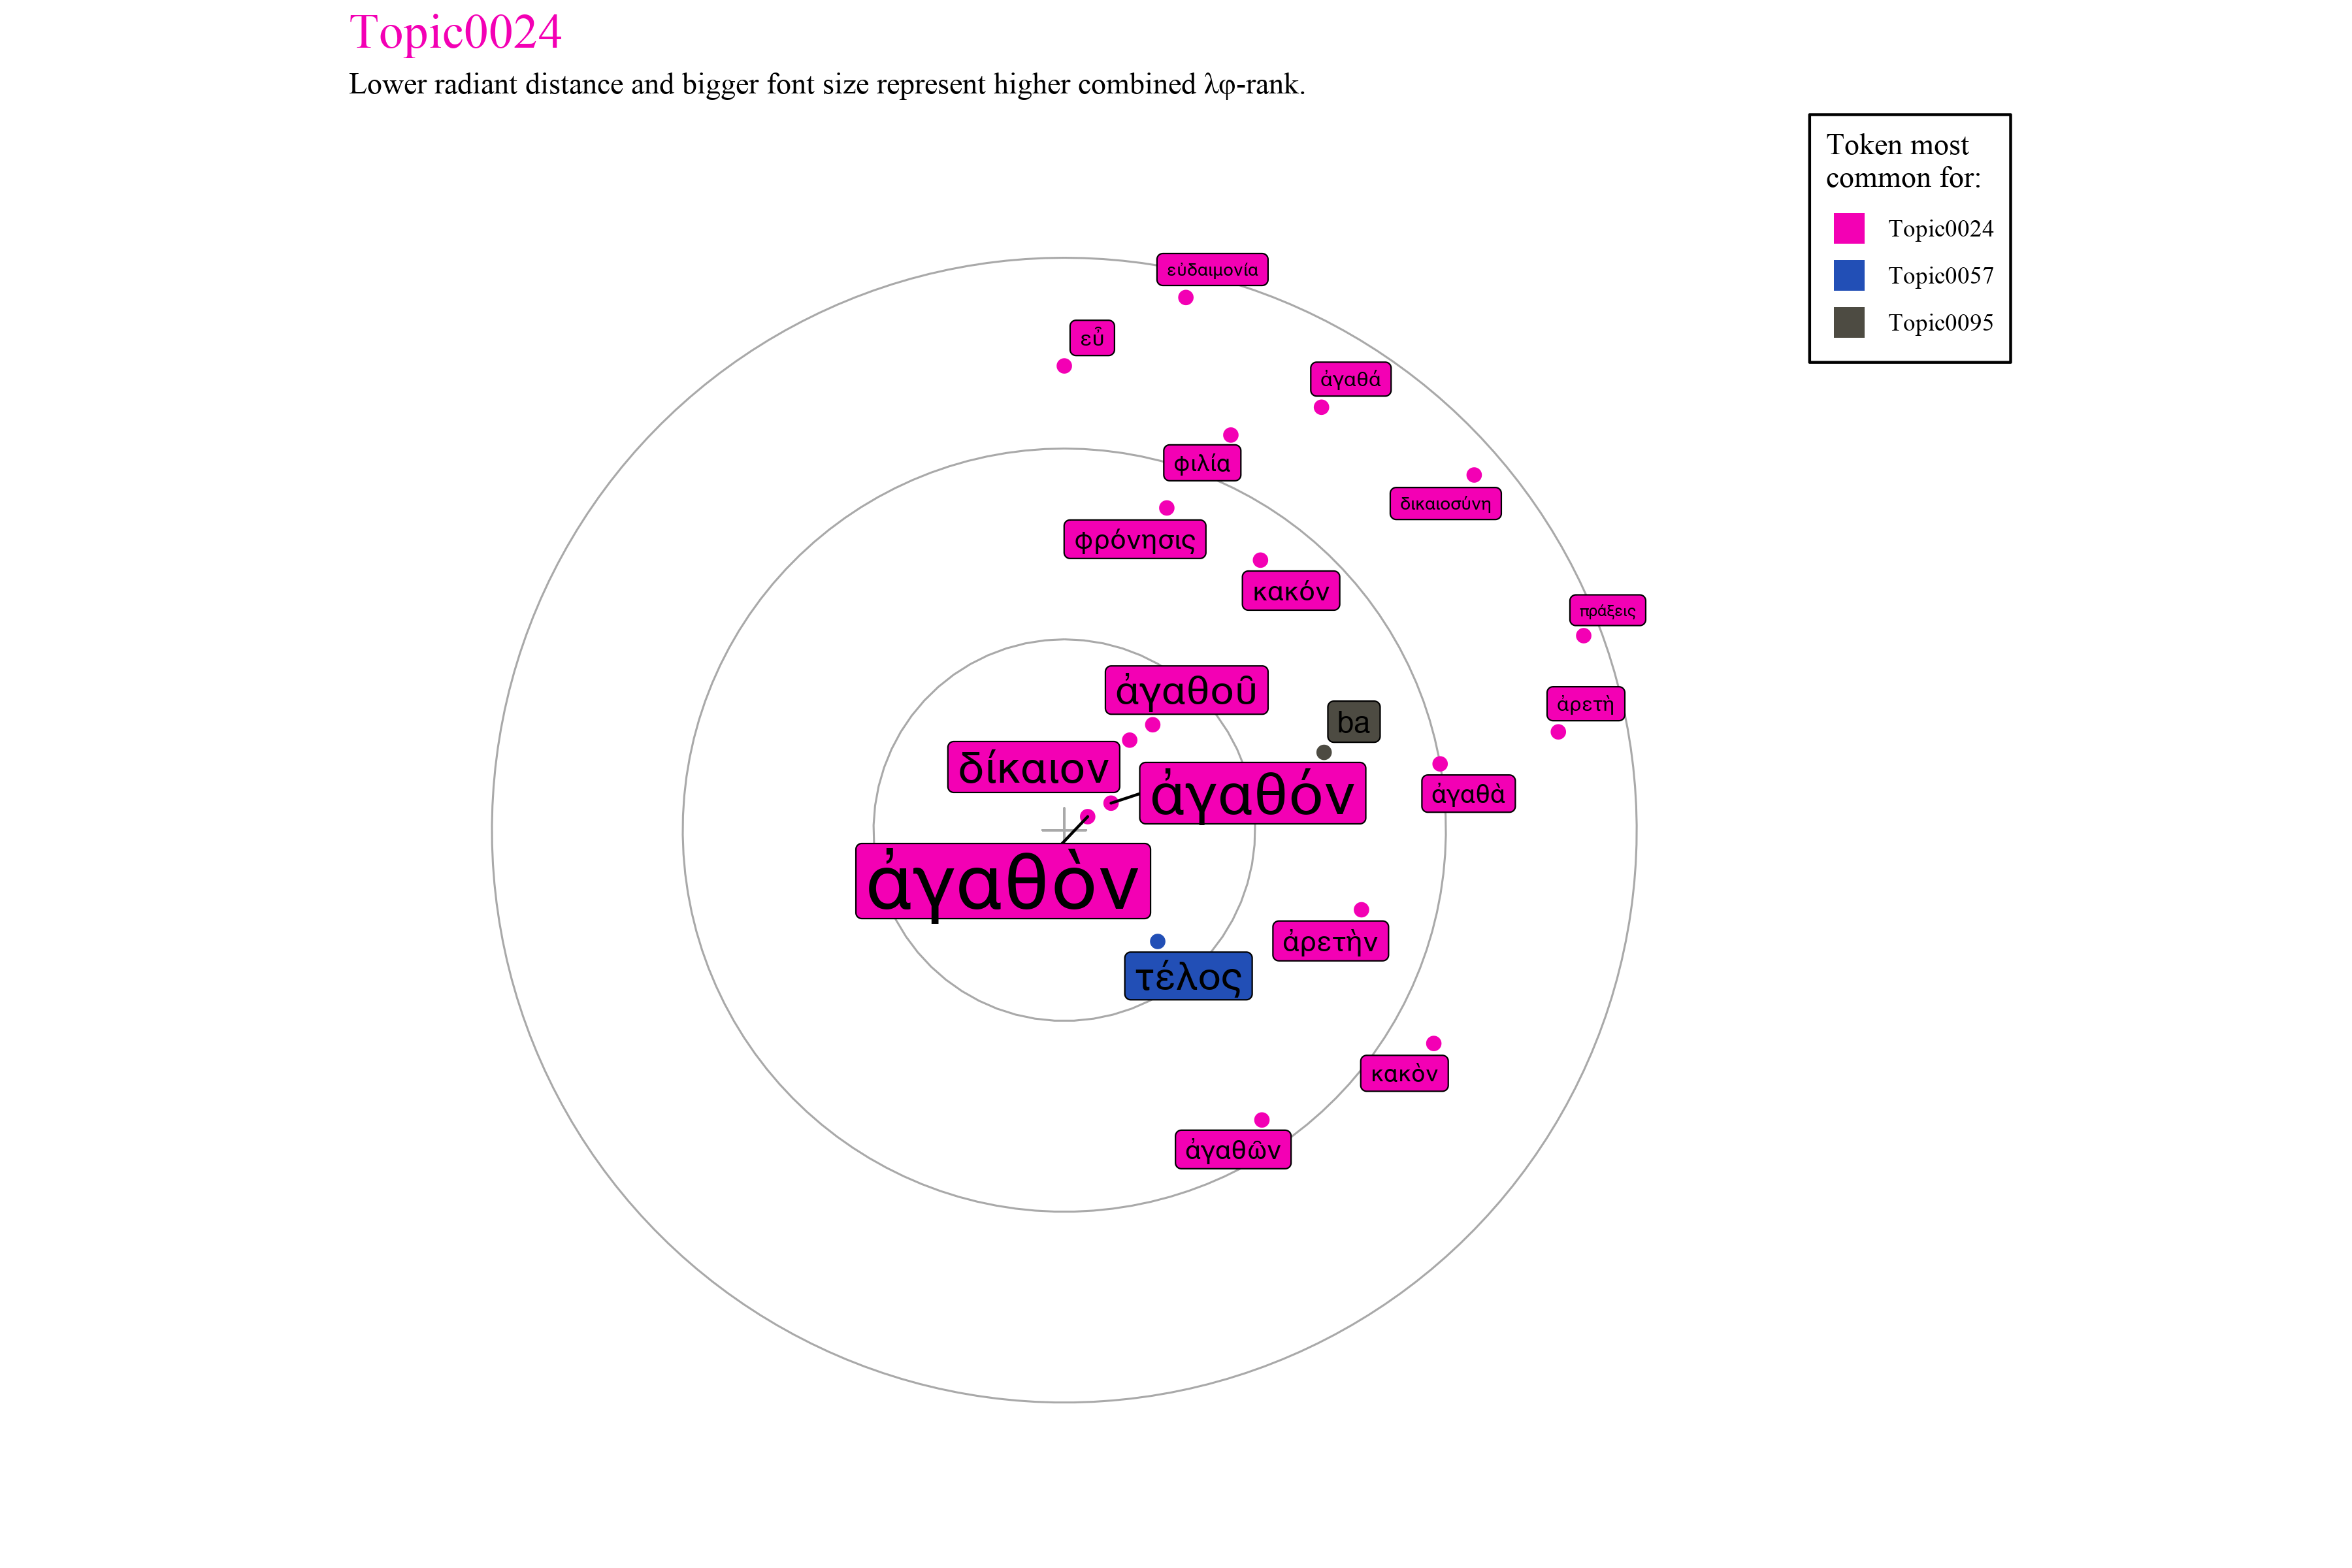 Topic0024
Lower radiant distance and bigger font size represent higher combined λφ-rank.
Token most
common for:
Topic0024
Topic0057
Topic0095
εὐδαιμονία
εὖ
ἀγαθά
φιλία
δικαιοσύνη
φρόνησις
κακόν
πράξεις
ἀγαθοῦ
ἀρετὴ
ba
δίκαιον
ἀγαθόν
ἀγαθὰ
ἀγαθὸν
ἀρετὴν
τέλος
κακὸν
ἀγαθῶν